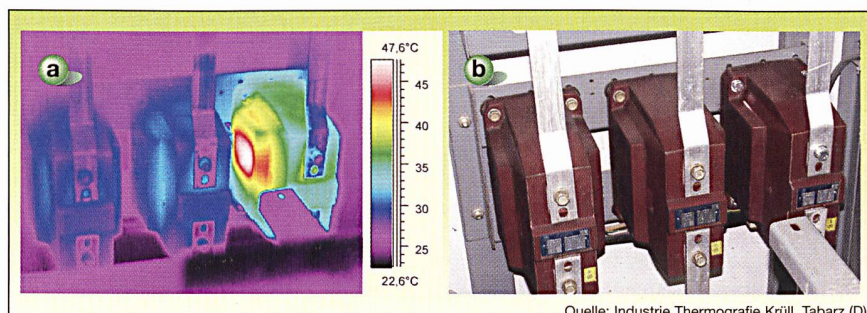 a
47,6°C
45
40
35
30
25
22,6°C
b
Quelle: Industrie Thermografie Krüll, Tabarz (D)